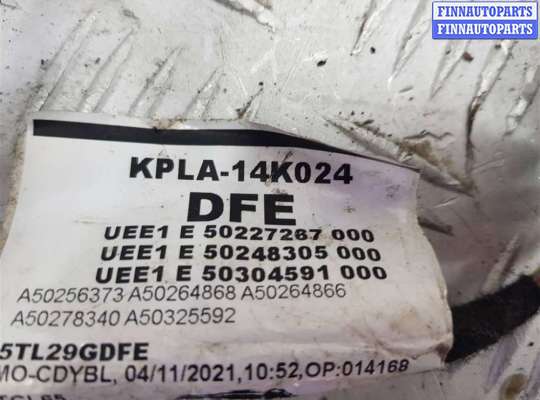 FINNAUTOPARTS
FINNAUTOPARTS
KPLA-14K024
DFE
UEE1 E 50227267 000
UEE1 E 50248305 000
UEE1 E 50304591 000
A50256373 A50264868 A50264866
A50278340 A50325592
5TL29GDFE
MO-CDYBL, 04/11/2021,10:52,OP:014168